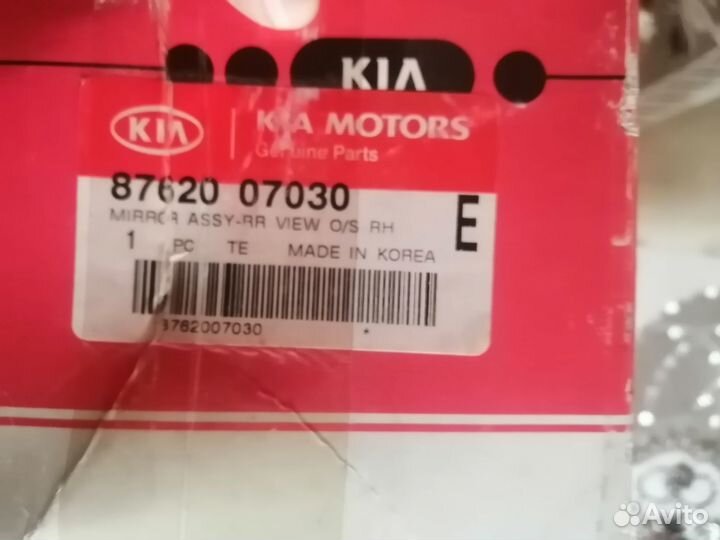 KIA
KIA KIA MOTORS
Genuine Parts
87620 07030
MIRROR ASSY-RR VIEW O/S RH
E
1 PC TE MADE IN KOREA
8762007030 *
Avito